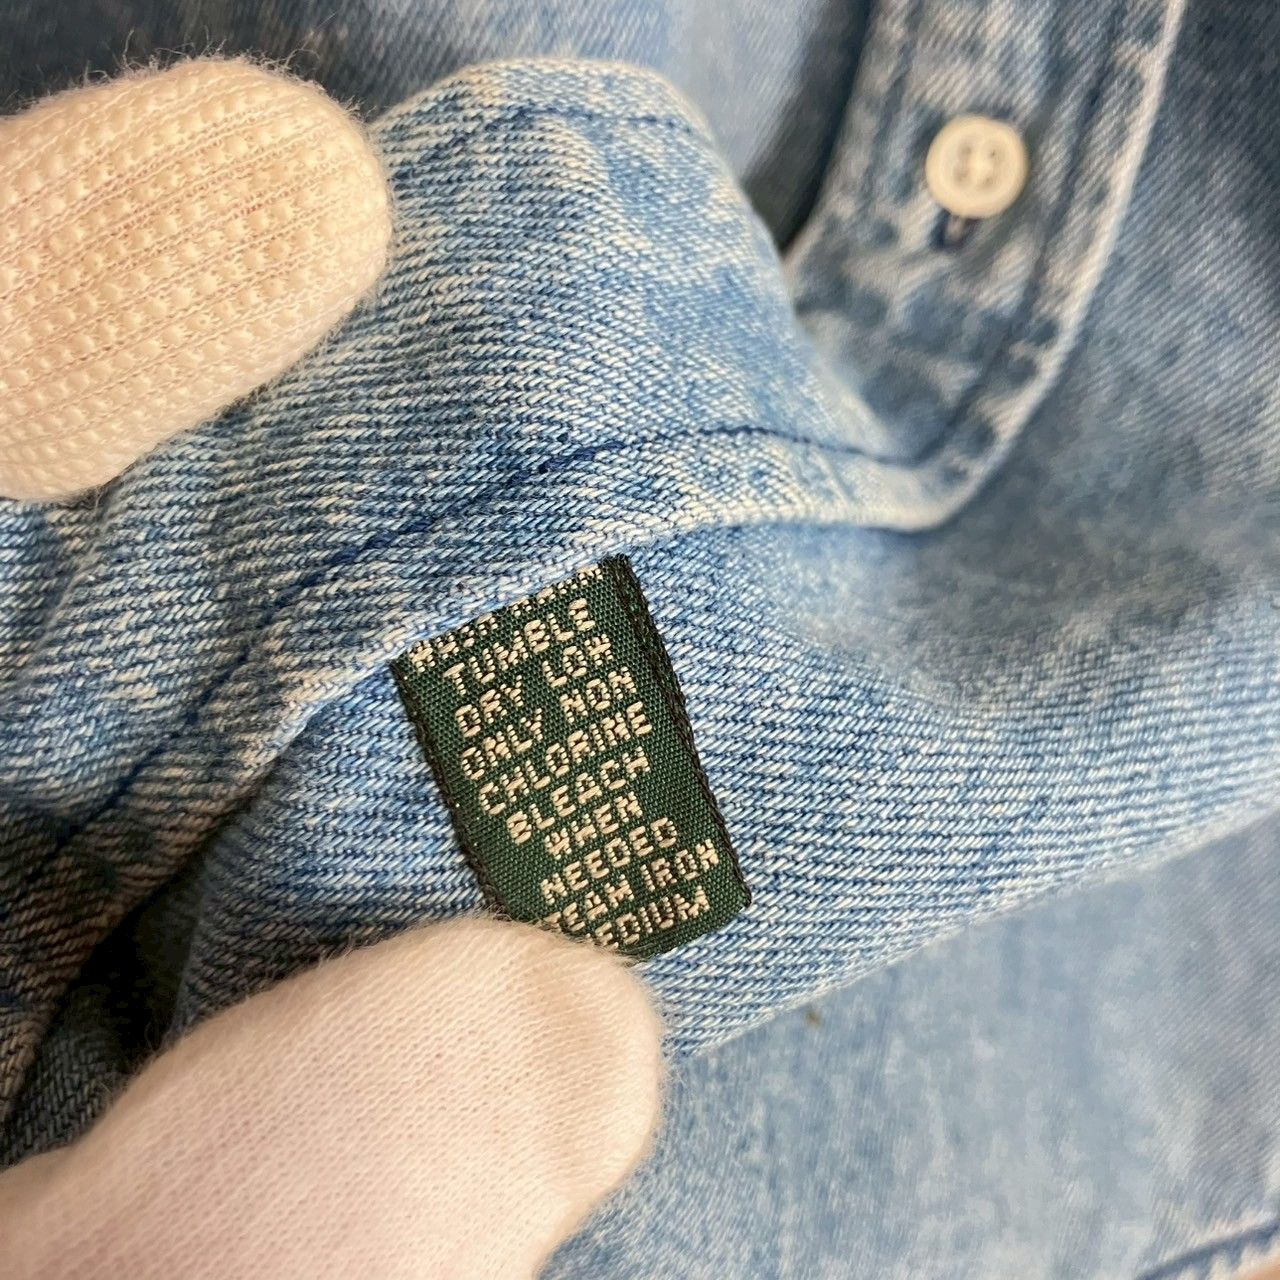 TUMBLE
DRY LOW
ONLY NON
CHLORINE
BLEACH
WHEN
NEEDED
IRON